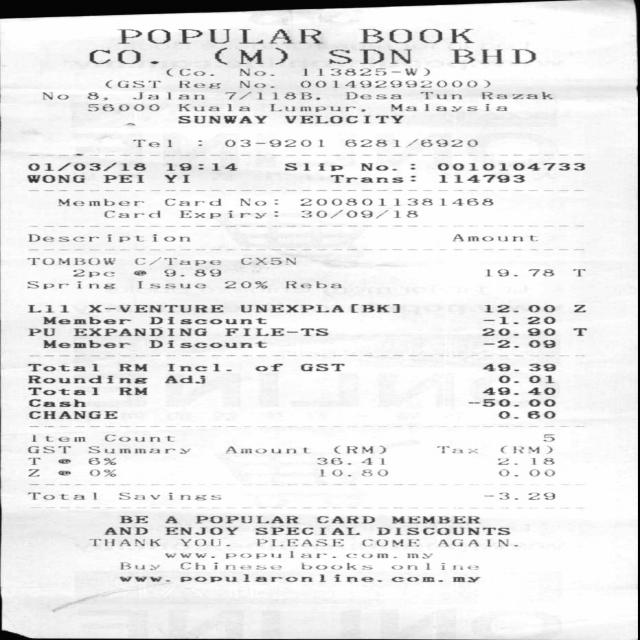 POPULAR BOOK
CO. (M) SDN BHD
(Co. No. 113825-W)
(GST Reg No. 001492992000)
No 8, Jalan 7/118B, Desa Tun Razak
56000 Kuala Lumpur, Malaysia
SUNWAY VELOCITY
Tel : 03-9201 6281/6920
01/03/18 19:14 Slip No.: 0010104733
WONG PEI YI Trans: 114793
Member Card No: 2008011381468
Card Expiry: 30/09/18
Description Amount
TOMBOW C/Tape CX5N
2pc @ 9.89 19.78 T
Spring Issue 20% Reba
L11 X-VENTURE UNEXPLA[BK] 12.00 Z
Member Discount -1.20
PU EXPANDING FILE-TS 20.90 T
Member Discount -2.09
Total RM Incl. of GST 49.39
Rounding Adj 0.01
Total RM 49.40
Cash -50.00
CHANGE 0.60
Item Count 5
GST Summary Amount (RM) Tax (RM)
T @ 6% 36.41 2.18
Z @ 0% 10.80 0.00
Total Savings -3.29
BE A POPULAR CARD MEMBER
AND ENJOY SPECIAL DISCOUNTS
THANK YOU. PLEASE COME AGAIN.
www.popular.com.my
Buy Chinese books online
www.popularonline.com.my